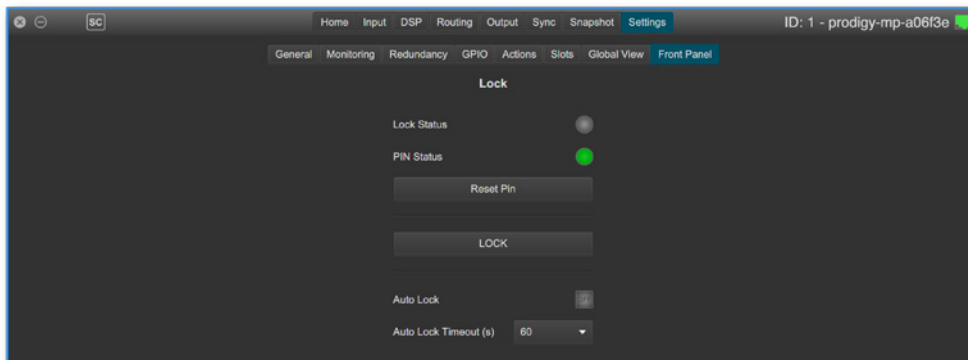 SC Home Input DSP Routing Output Sync Snapshot Settings ID: 1 - prodigy-mp-a06f3e
General Monitoring Redundancy GPIO Actions Slots Global View Front Panel
Lock
Lock Status
PIN Status
Reset Pin
LOCK
Auto Lock
Auto Lock Timeout (s) 60